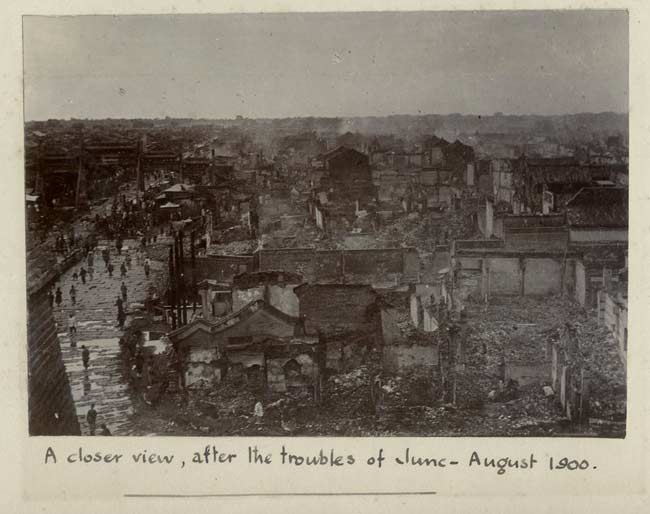 A closer view, after the troubles of June - August 1900.